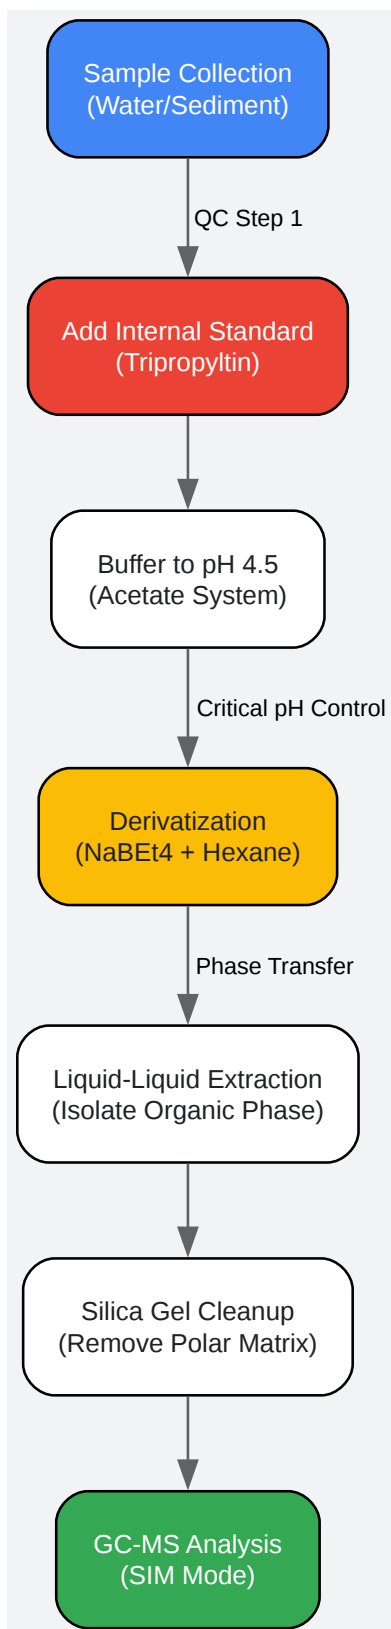 Sample Collection
(Water/Sediment)
QC Step 1
Add Internal Standard
(Tripropyltin)
Buffer to pH 4.5
(Acetate System)
Critical pH Control
Derivatization
(NaBEt4 + Hexane)
Phase Transfer
Liquid-Liquid Extraction
(Isolate Organic Phase)
Silica Gel Cleanup
(Remove Polar Matrix)
GC-MS Analysis
(SIM Mode)